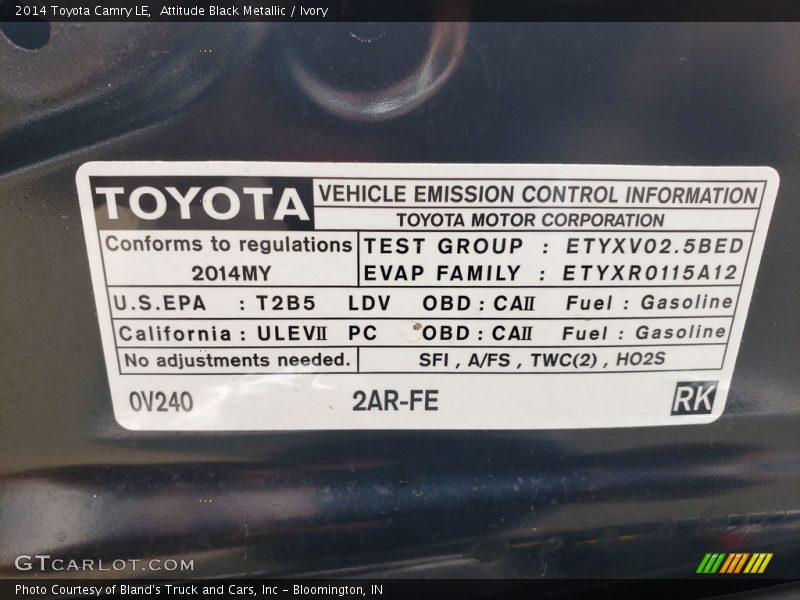 2014 Toyota Camry LE,  Attitude Black Metallic / Ivory
TOYOTA
VEHICLE EMISSION CONTROL INFORMATION
TOYOTA MOTOR CORPORATION
Conforms to regulations
2014MY
TEST GROUP : ETYXV02.5BED
EVAP FAMILY : ETYXR0115A12
U.S.EPA : T2B5 LDV OBD : CAII Fuel : Gasoline
California : ULEVII PC OBD : CAII Fuel : Gasoline
No adjustments needed.
SFI , A/FS , TWC(2) , HO2S
0V240 2AR-FE RK
GTCARLOT.COM
Photo Courtesy of Bland's Truck and Cars, Inc - Bloomington, IN